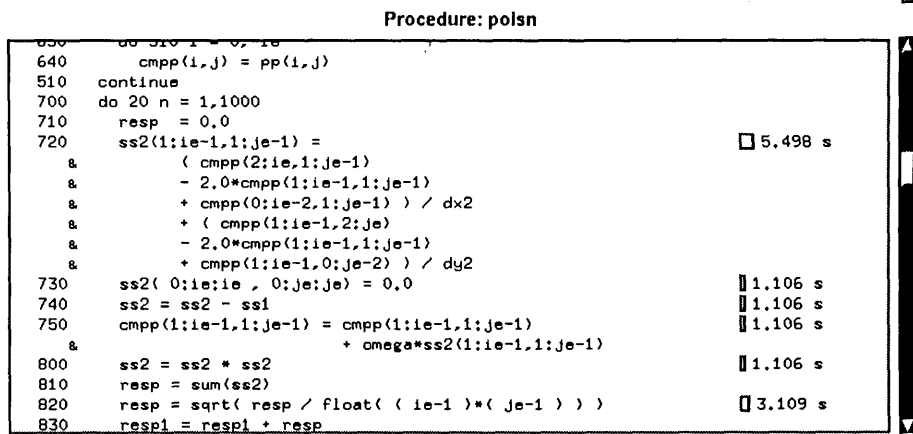 Procedure: polsn
640 cmpp(i,j) = pp(i,j)
510 continue
700 do 20 n = 1,1000
710 resp = 0.0
720 ss2(1:ie-1,1:je-1) = 5.498 s
& ( cmpp(2:ie,1:je-1)
& - 2.0*cmpp(1:ie-1,1:je-1)
& + cmpp(0:ie-2,1:je-1) ) / dx2
& + ( cmpp(1:ie-1,2:je)
& - 2.0*cmpp(1:ie-1,1:je-1)
& + cmpp(1:ie-1,0:je-2) ) / dy2
730 ss2( 0:ie:ie , 0:je:je) = 0.0 1.106 s
740 ss2 = ss2 - ss1 1.106 s
750 cmpp(1:ie-1,1:je-1) = cmpp(1:ie-1,1:je-1) 1.106 s
& + omega*ss2(1:ie-1,1:je-1)
800 ss2 = ss2 * ss2 1.106 s
810 resp = sum(ss2)
820 resp = sqrt( resp / float( ( ie-1 )*( je-1 ) ) ) 3.109 s
830 resp1 = resp1 + resp